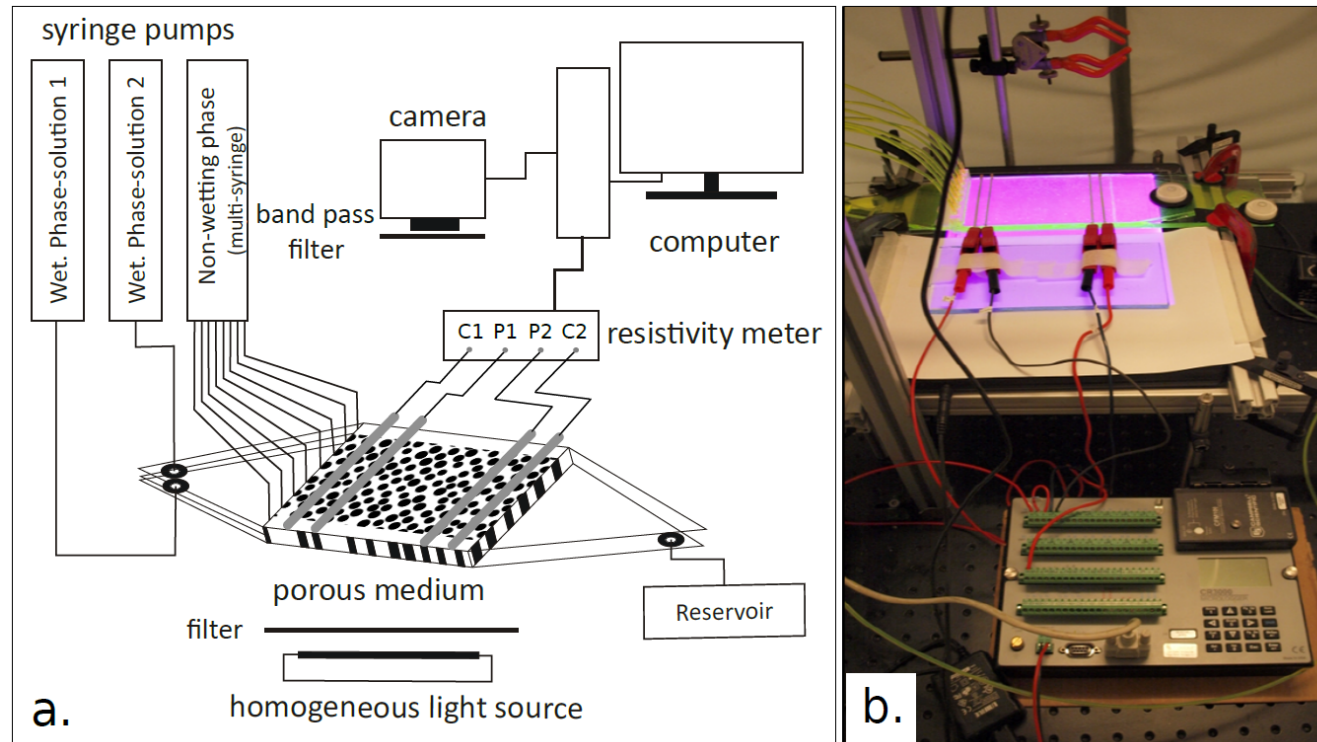 syringe pumps
Wet. Phase-solution 1
Wet. Phase-solution 2
Non-wetting phase
(multi-syringe)
camera
band pass
filter
computer
C1 P1 P2 C2
resistivity meter
porous medium
filter
Reservoir
homogeneous light source
a.
b.
CR3000